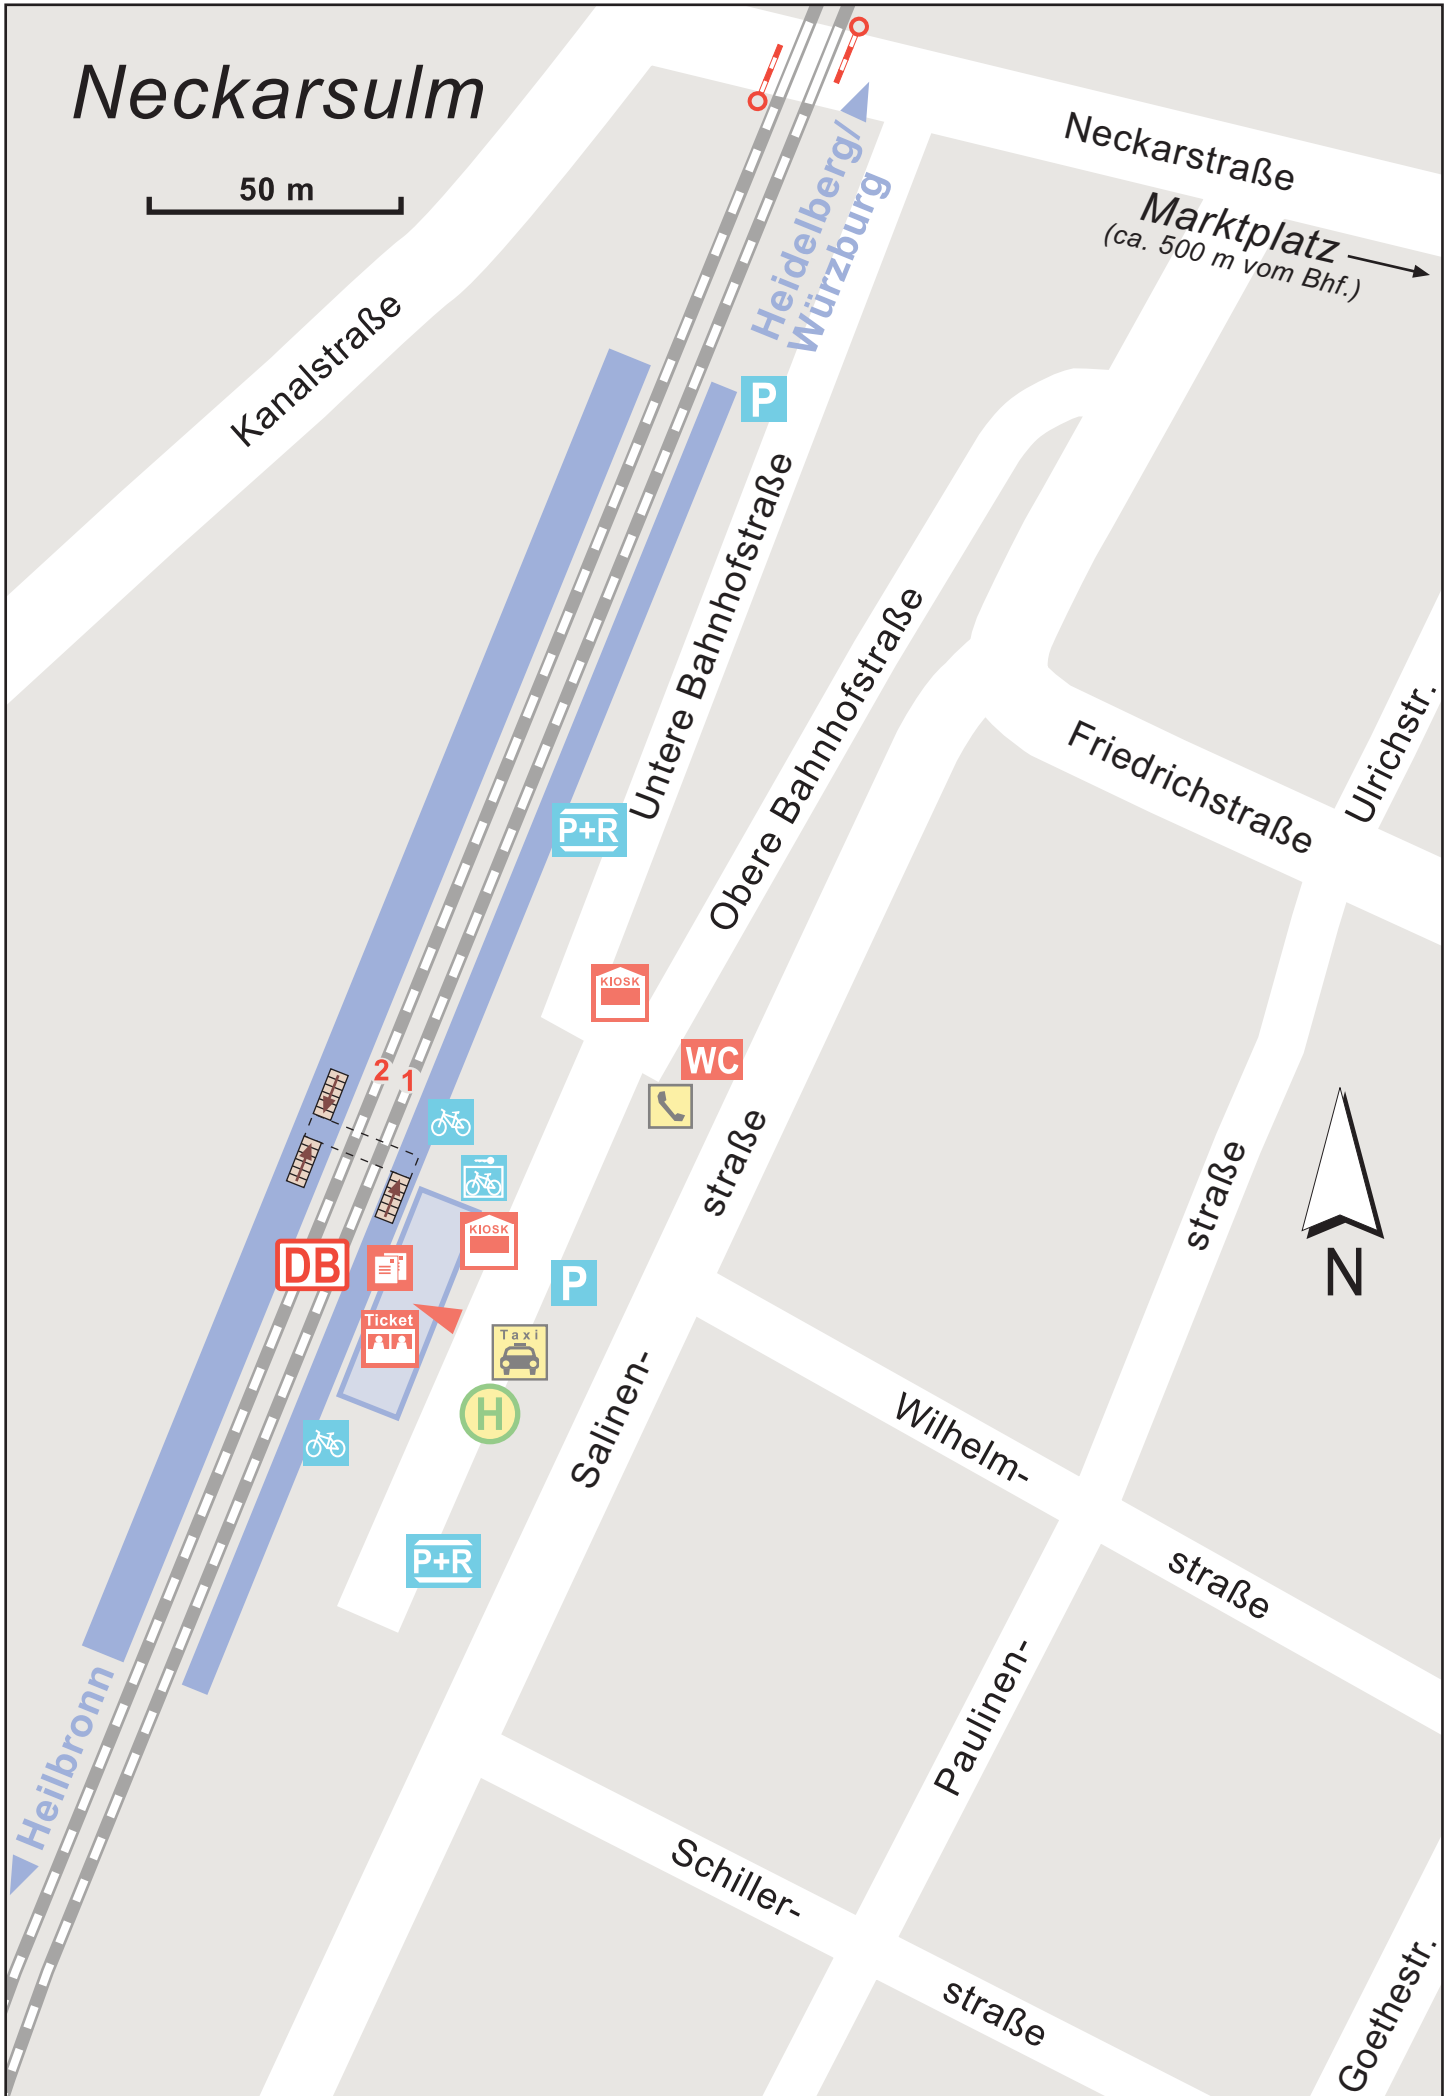 Neckarsulm
50 m
Neckarstraße
Marktplatz
(ca. 500 m vom Bhf.)
Heidelberg/
Würzburg
Kanalstraße
P
Untere Bahnhofstraße
Obere Bahnhofstraße
Friedrichstraße
Ulrichstr.
P+R
KIOSK
WC
2
1
straße
straße
KIOSK
DB
P
N
Ticket
Taxi
H
Salinen-
Wilhelm-
straße
P+R
Paulinen-
Heilbronn
Schiller-
straße
Goethestr.